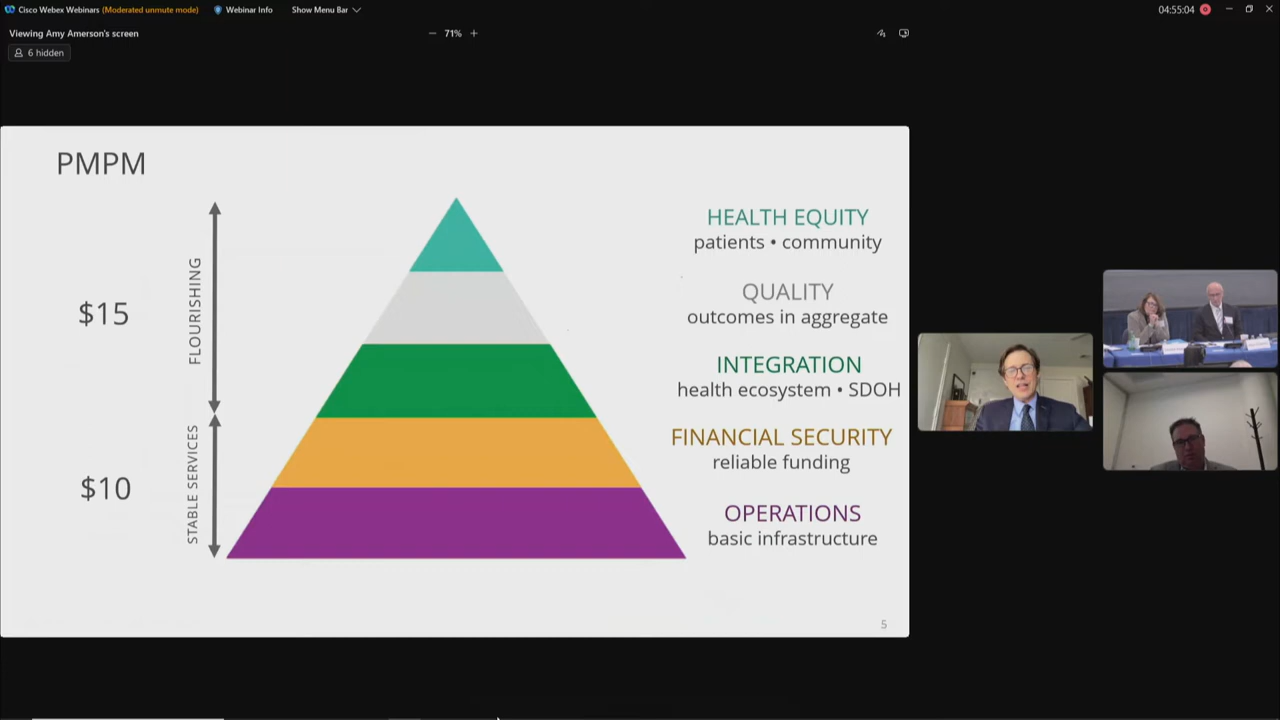 Cisco Webex Webinars (Moderated unmute mode)
Webinar Info
Show Menu Bar
04:55:04
Viewing Amy Amerson's screen
71%
6 hidden
PMPM
$15
FLOURISHING
$10
STABLE SERVICES
HEALTH EQUITY
patients • community
QUALITY
outcomes in aggregate
INTEGRATION
health ecosystem • SDOH
FINANCIAL SECURITY
reliable funding
OPERATIONS
basic infrastructure
5